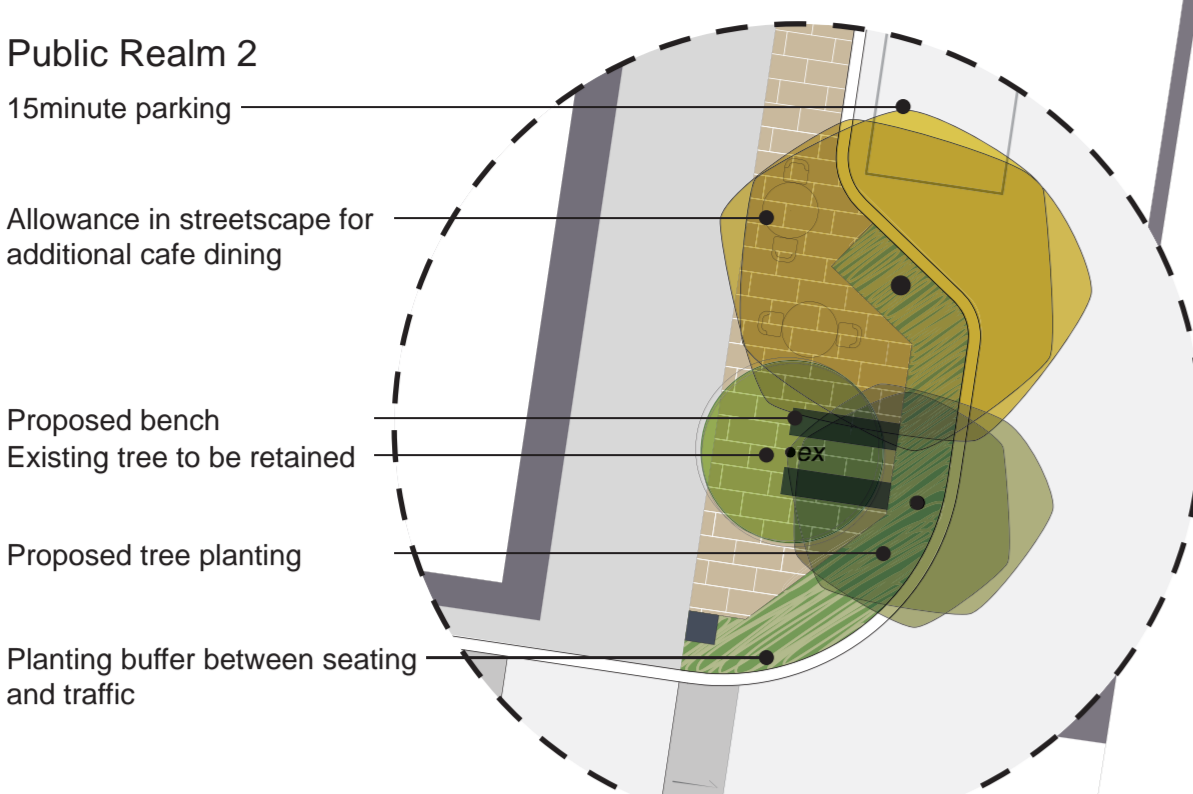 Public Realm 2
15minute parking
Allowance in streetscape for
additional cafe dining
Proposed bench
Existing tree to be retained
ex
Proposed tree planting
Planting buffer between seating
and traffic